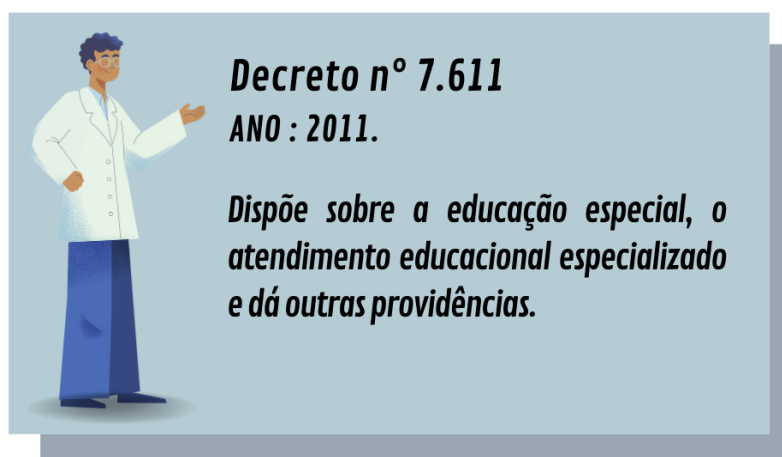 Decreto n° 7.611
ANO : 2011.
Dispõe sobre a educação especial, o
atendimento educacional especializado
e dá outras providências.